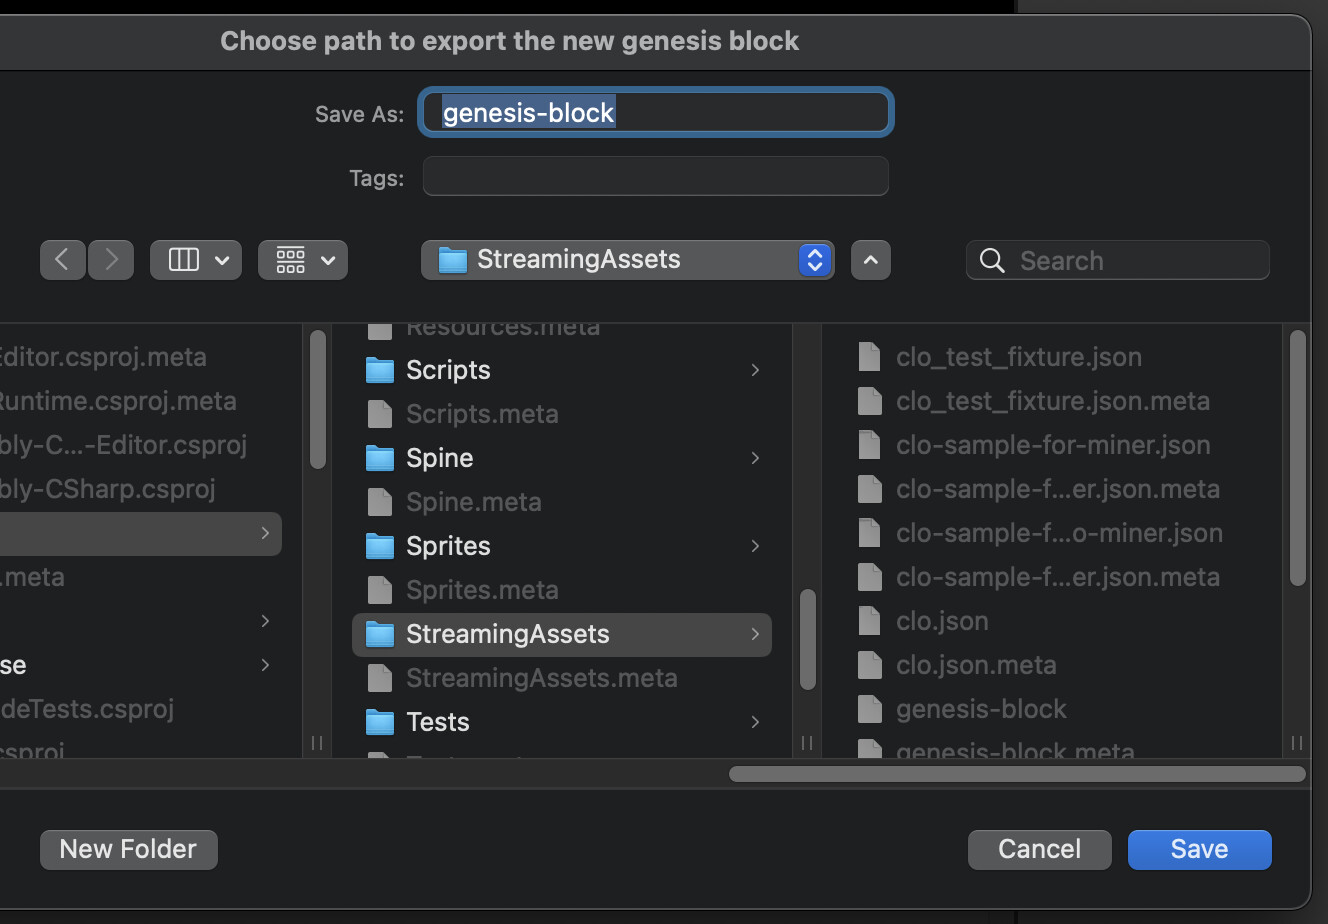 Choose path to export the new genesis block
Save As:
genesis-block
Tags:
StreamingAssets
Search
Editor.csproj.meta
Runtime.csproj.meta
bly-C...-Editor.csproj
bly-CSharp.csproj
.meta
se
deTests.csproj
csproj
Resources.meta
Scripts
Scripts.meta
Spine
Spine.meta
Sprites
Sprites.meta
StreamingAssets
StreamingAssets.meta
Tests
clo_test_fixture.json
clo_test_fixture.json.meta
clo-sample-for-miner.json
clo-sample-f...er.json.meta
clo-sample-f...o-miner.json
clo-sample-f...er.json.meta
clo.json
clo.json.meta
genesis-block
genesis-block.meta
New Folder
Cancel
Save